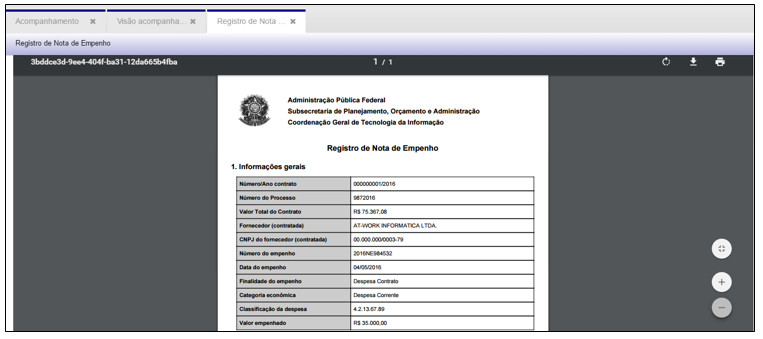 Acompanhamento ✖ Visão acompanha... ✖ Registro de Nota ... ✖
Registro de Nota de Empenho
3bddce3d-9ee4-404f-ba31-12da665b4fba 1 / 1
Administração Pública Federal
Subsecretaria de Planejamento, Orçamento e Administração
Coordenação Geral de Tecnologia da Informação
Registro de Nota de Empenho
1. Informações gerais
Número/Ano contrato 000000001/2016
Número do Processo 9872016
Valor Total do Contrato R$ 75.367,08
Fornecedor (contratada) AT-WORK INFORMATICA LTDA.
CNPJ do fornecedor (contratada) 00.000.000/0003-79
Número do empenho 2016NE984532
Data do empenho 04/05/2016
Finalidade do empenho Despesa Contrato
Categoria econômica Despesa Corrente
Classificação da despesa 4.2.13.67.89
Valor empenhado R$ 35.000,00